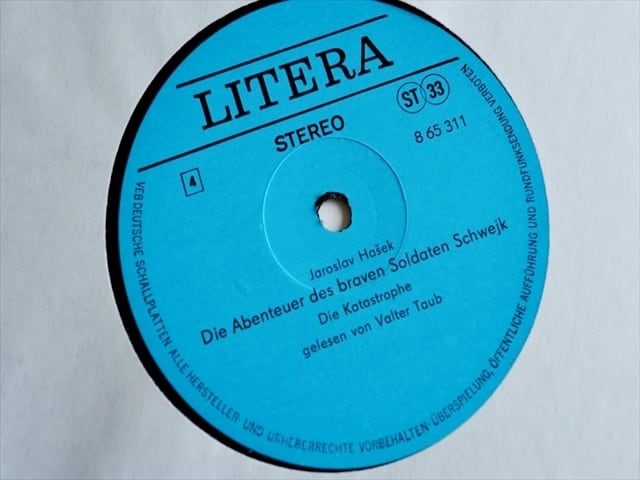 LITERA
STEREO
ST 33
8 65 311
4
Jaroslav Hašek
Die Abenteuer des braven Soldaten Schwejk
Die Katastrophe
gelesen von Valter Taub
VEB DEUTSCHE SCHALLPLATTEN · ALLE HERSTELLER- UND URHEBERRECHTE VORBEHALTEN · ÜBERSPIELUNG, ÖFFENTLICHE AUFFÜHRUNG UND RUNDFUNKSENDUNG VERBOTEN